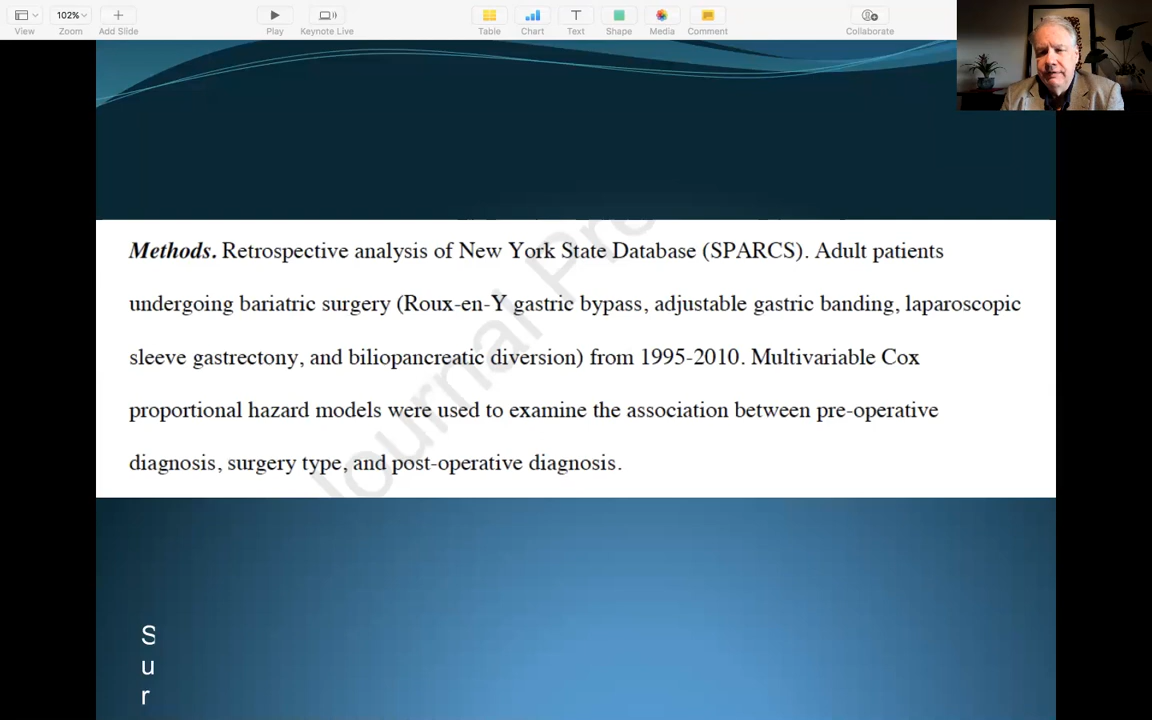 102%
View
Zoom
Add Slide
Play
Keynote Live
Table
Chart
Text
Shape
Media
Comment
Collaborate
Methods. Retrospective analysis of New York State Database (SPARCS). Adult patients
undergoing bariatric surgery (Roux-en-Y gastric bypass, adjustable gastric banding, laparoscopic
sleeve gastrectony, and biliopancreatic diversion) from 1995-2010. Multivariable Cox
proportional hazard models were used to examine the association between pre-operative
diagnosis, surgery type, and post-operative diagnosis.
Journal Pre
S
u
r